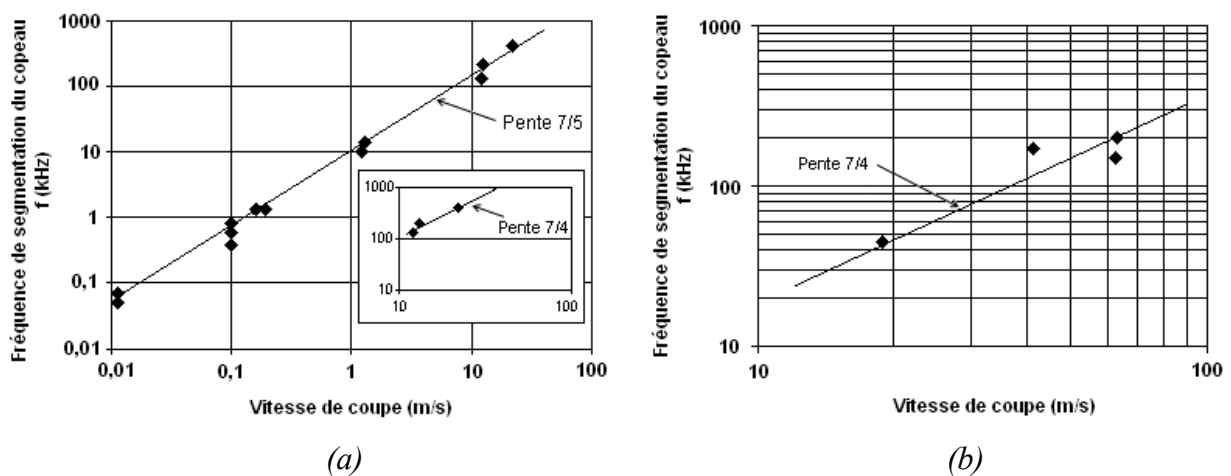 Fréquence de segmentation du copeau
f (kHz)
1000
100
10
1
0,1
0,01
0,01
0,1
1
10
100
Vitesse de coupe (m/s)
Pente 7/5
1000
100
10
10
100
Pente 7/4
(a)
Fréquence de segmentation du copeau
f (kHz)
1000
100
10
10
100
Vitesse de coupe (m/s)
Pente 7/4
(b)